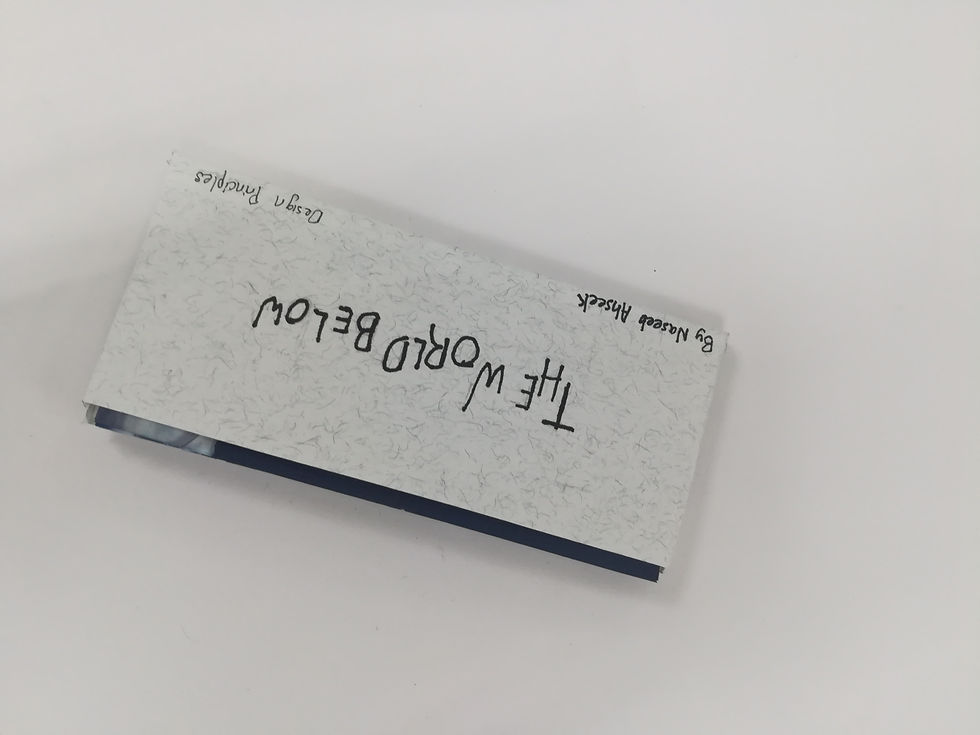 THE WORLD BELOW
By Naseeb Ahseek
Design Principles